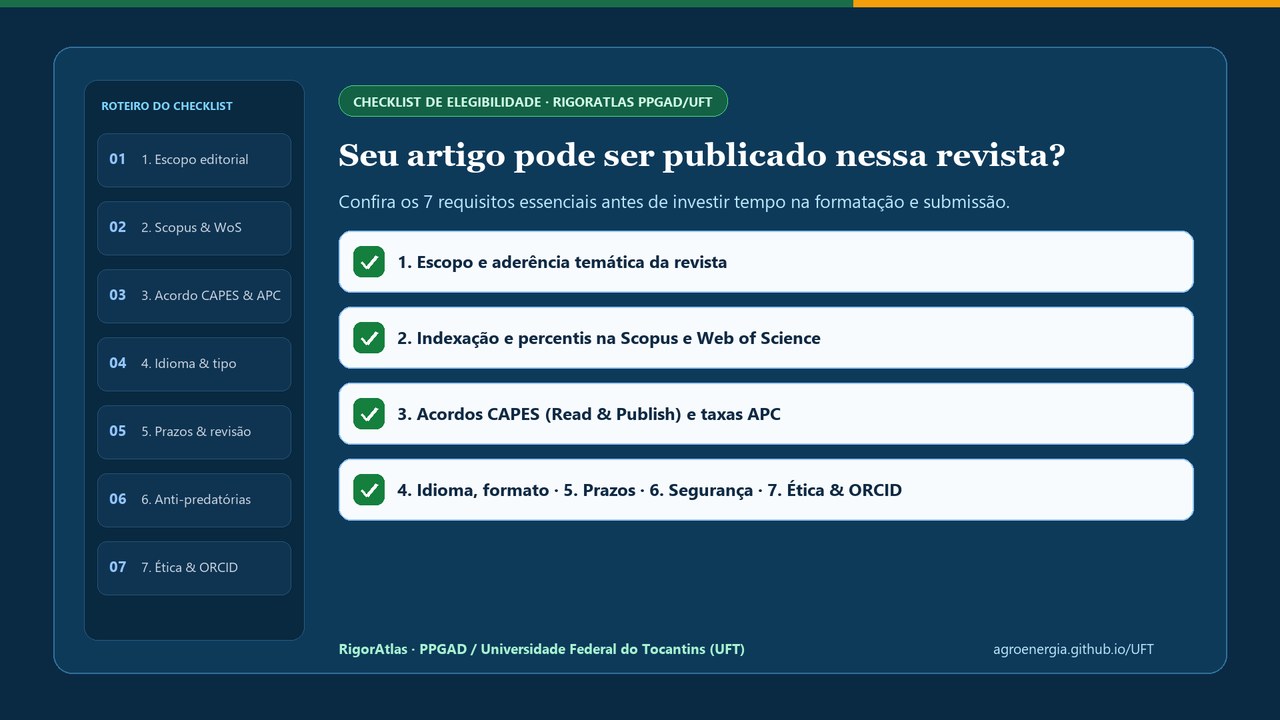 ROTEIRO DO CHECKLIST
01 1. Escopo editorial
02 2. Scopus & WoS
03 3. Acordo CAPES & APC
04 4. Idioma & tipo
05 5. Prazos & revisão
06 6. Anti-predatórias
07 7. Ética & ORCID
CHECKLIST DE ELEGIBILIDADE · RIGORATLAS PPGAD/UFT
Seu artigo pode ser publicado nessa revista?
Confira os 7 requisitos essenciais antes de investir tempo na formatação e submissão.
1. Escopo e aderência temática da revista
2. Indexação e percentis na Scopus e Web of Science
3. Acordos CAPES (Read & Publish) e taxas APC
4. Idioma, formato · 5. Prazos · 6. Segurança · 7. Ética & ORCID
RigorAtlas · PPGAD / Universidade Federal do Tocantins (UFT)
agroenergia.github.io/UFT